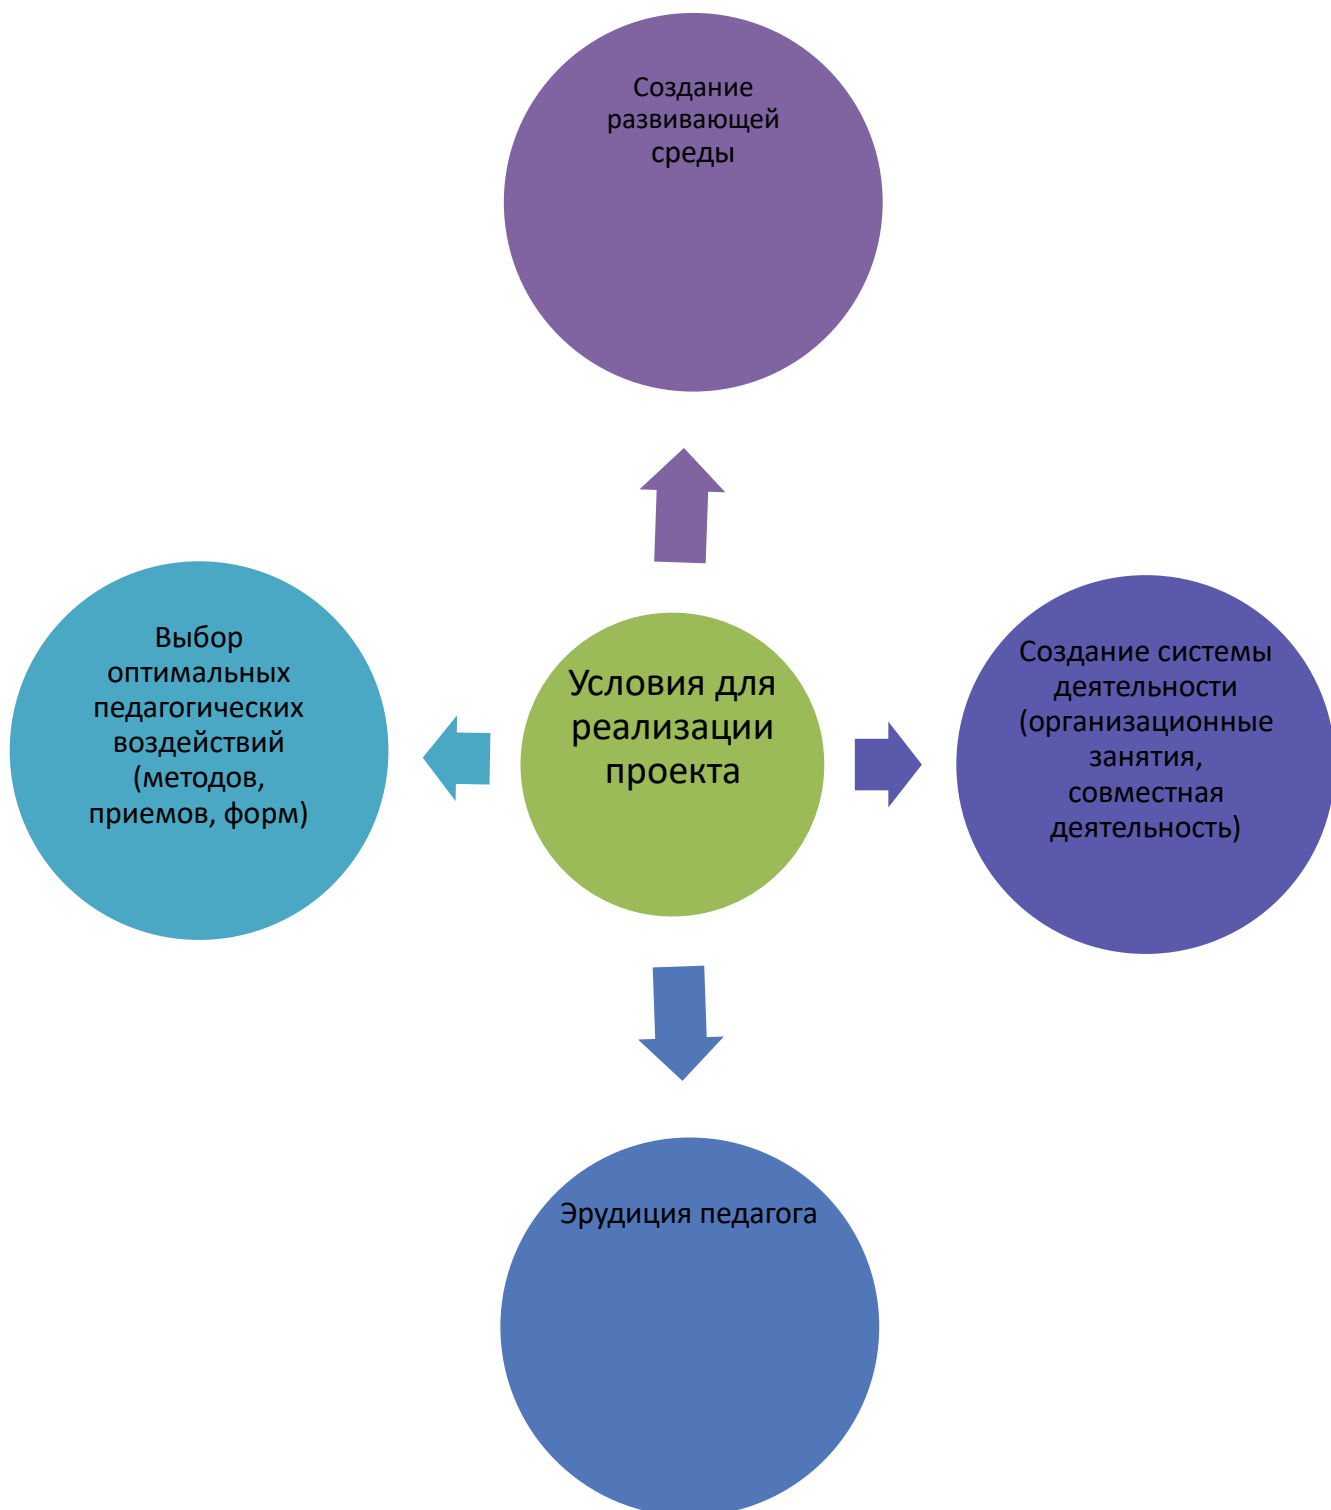 Создание
развивающей
среды
Выбор
оптимальных
педагогических
воздействий
(методов,
приемов, форм)
Условия для
реализации
проекта
Создание системы
деятельности
(организационные
занятия,
совместная
деятельность)
Эрудиция педагога